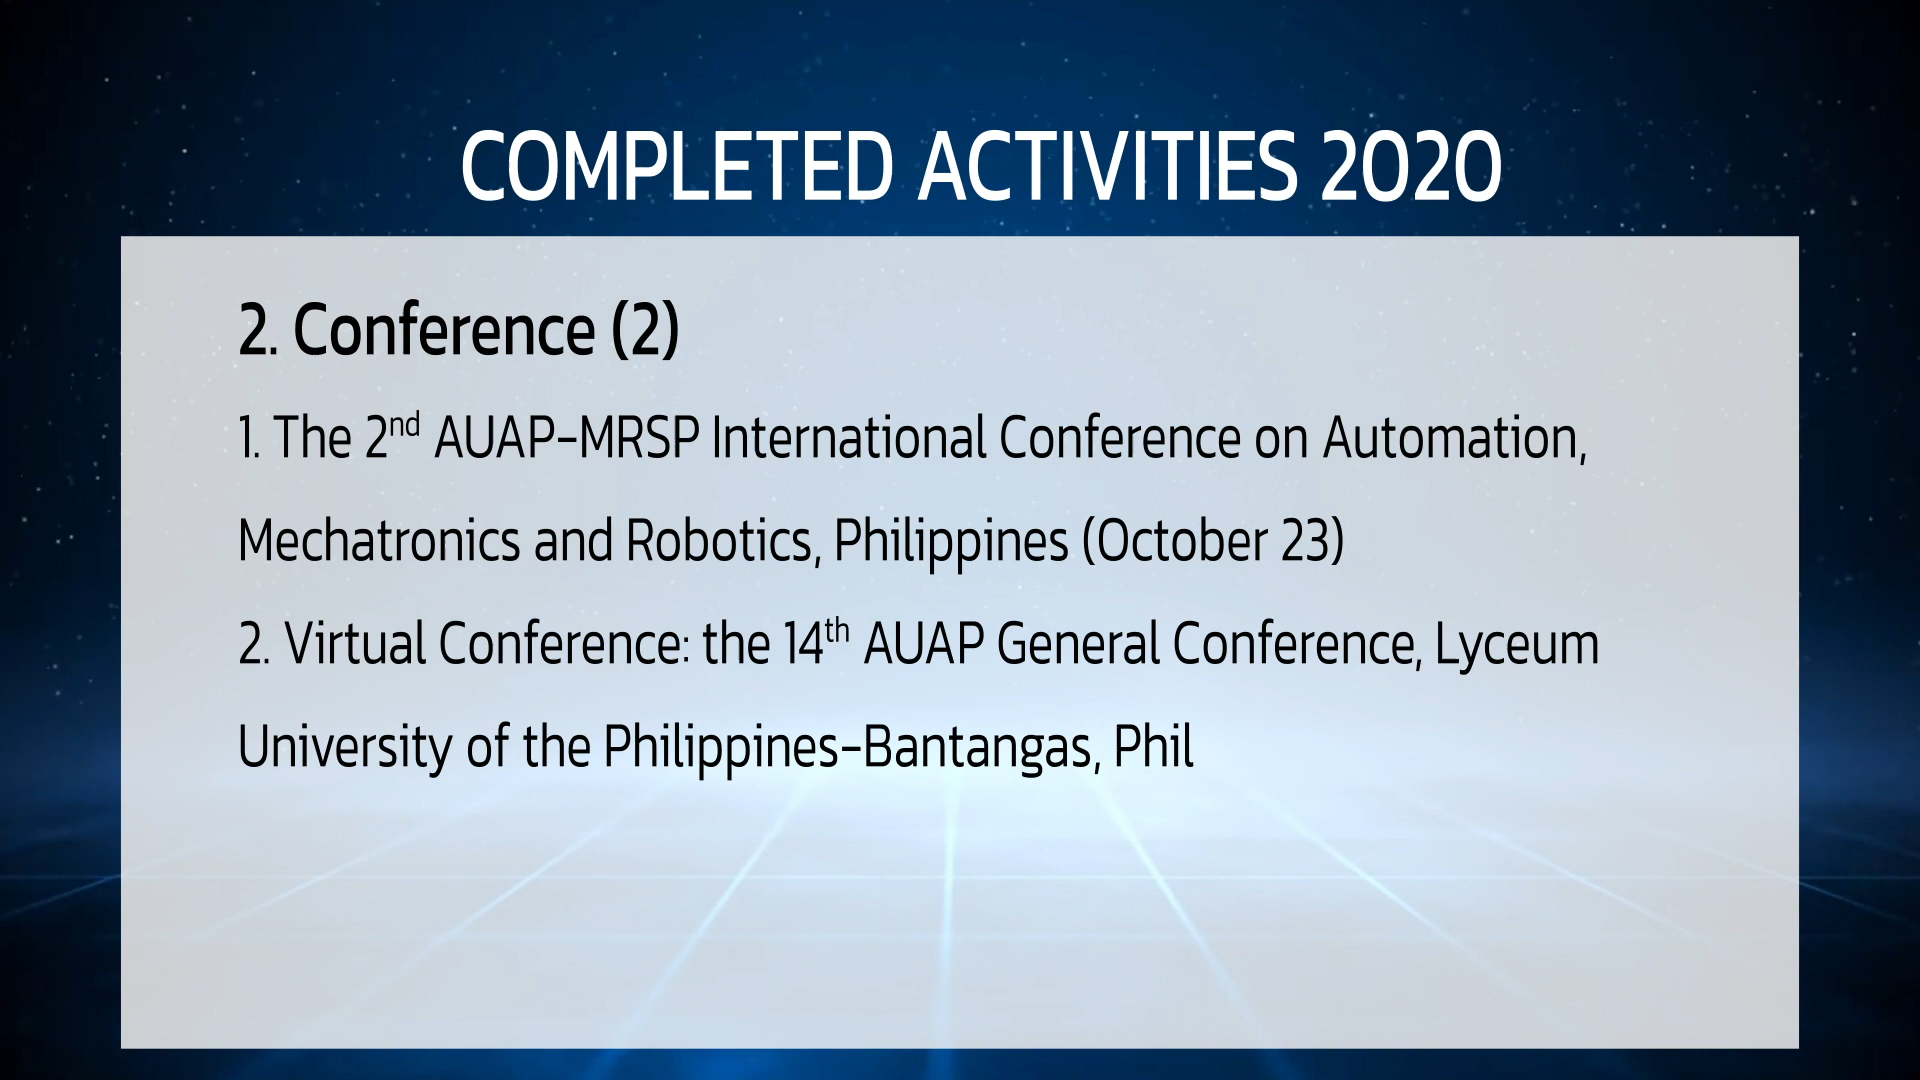 COMPLETED ACTIVITIES 2020
2. Conference (2)
1. The 2nd AUAP-MRSP International Conference on Automation,
Mechatronics and Robotics, Philippines (October 23)
2. Virtual Conference: the 14th AUAP General Conference, Lyceum
University of the Philippines-Bantangas, Phil